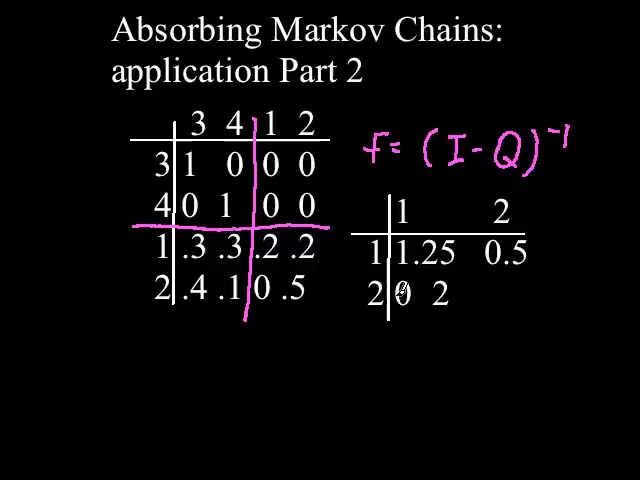 Absorbing Markov Chains:
application Part 2
3 4 1 2
3 1 0 0 0
4 0 1 0 0
1 .3 .3 .2 .2
2 .4 .1 0 .5
F = (I - Q)⁻¹
1 2
1 1.25 0.5
2 0 2